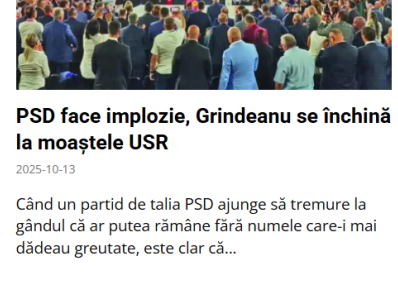 PSD face implozie, Grindeanu se închină
la moaștele USR
2025-10-13
Când un partid de talia PSD ajunge să tremure la
gândul că ar putea rămâne fără numele care-i mai
dădeau greutate, este clar că...